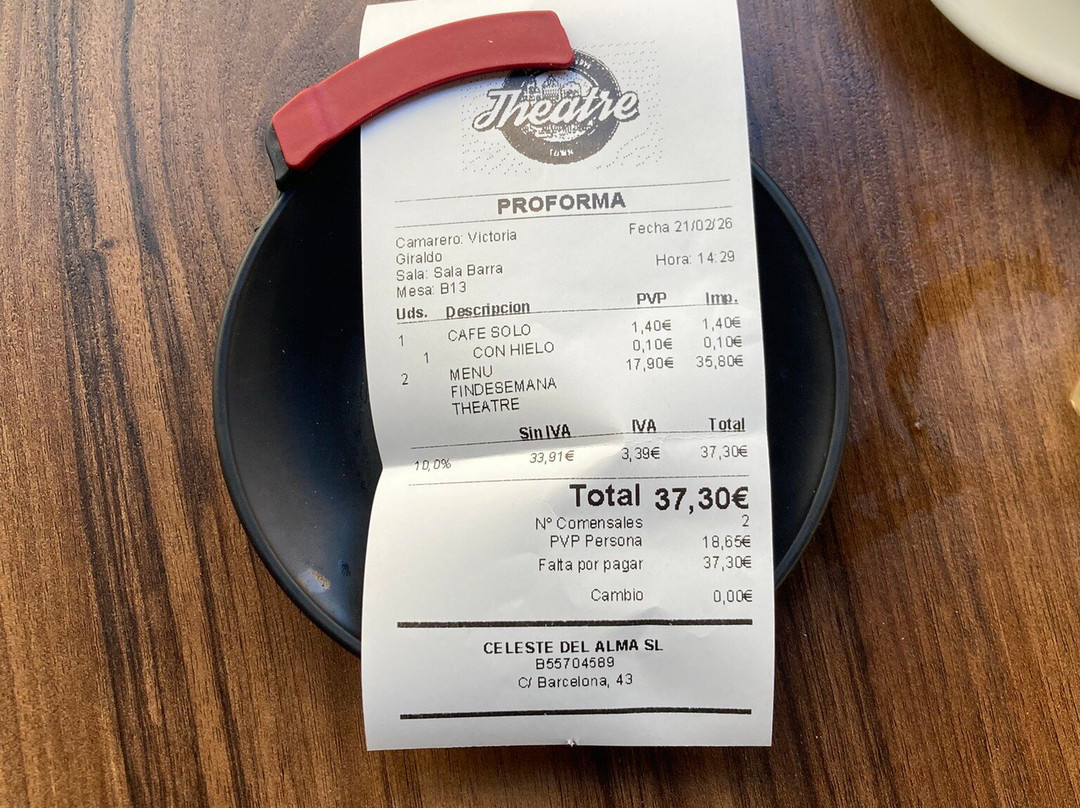 Theatre
TOWN
PROFORMA
Camarero: Victoria Giraldo
Fecha 21/02/26
Sala: Sala Barra
Hora: 14:29
Mesa: B13
Uds. Descripcion PVP Imp.
1 CAFE SOLO 1,40€ 1,40€
1 CON HIELO 0,10€ 0,10€
2 MENU 17,90€ 35,80€
FINDESEMANA
THEATRE
Sin IVA IVA Total
10,0% 33,91€ 3,39€ 37,30€
Total 37,30€
Nº Comensales 2
PVP Persona 18,65€
Falta por pagar 37,30€
Cambio 0,00€
CELESTE DEL ALMA SL
B55704589
C/ Barcelona, 43